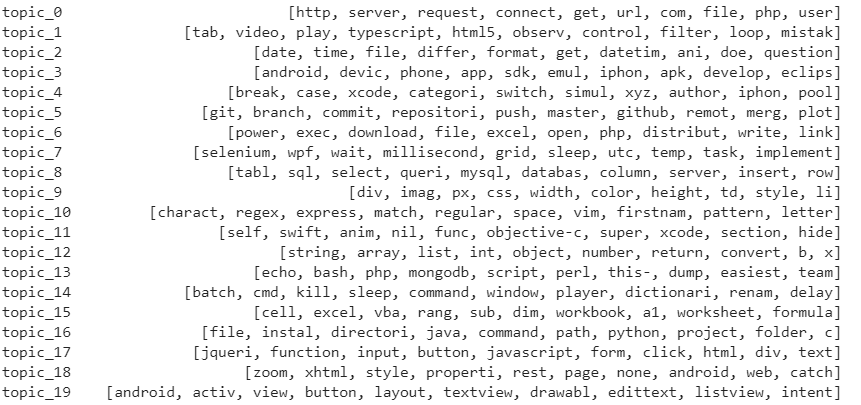 topic_0 [http, server, request, connect, get, url, com, file, php, user]
topic_1 [tab, video, play, typescript, html5, observ, control, filter, loop, mistak]
topic_2 [date, time, file, differ, format, get, datetim, ani, doe, question]
topic_3 [android, devic, phone, app, sdk, emul, iphon, apk, develop, eclips]
topic_4 [break, case, xcode, categori, switch, simul, xyz, author, iphon, pool]
topic_5 [git, branch, commit, repositori, push, master, github, remot, merg, plot]
topic_6 [power, exec, download, file, excel, open, php, distribut, write, link]
topic_7 [selenium, wpf, wait, millisecond, grid, sleep, utc, temp, task, implement]
topic_8 [tabl, sql, select, queri, mysql, databas, column, server, insert, row]
topic_9 [div, imag, px, css, width, color, height, td, style, li]
topic_10 [charact, regex, express, match, regular, space, vim, firstnam, pattern, letter]
topic_11 [self, swift, anim, nil, func, objective-c, super, xcode, section, hide]
topic_12 [string, array, list, int, object, number, return, convert, b, x]
topic_13 [echo, bash, php, mongodb, script, perl, this-, dump, easiest, team]
topic_14 [batch, cmd, kill, sleep, command, window, player, dictionari, renam, delay]
topic_15 [cell, excel, vba, rang, sub, dim, workbook, a1, worksheet, formula]
topic_16 [file, instal, directori, java, command, path, python, project, folder, c]
topic_17 [jqueri, function, input, button, javascript, form, click, html, div, text]
topic_18 [zoom, xhtml, style, properti, rest, page, none, android, web, catch]
topic_19 [android, activ, view, button, layout, textview, drawabl, edittext, listview, intent]